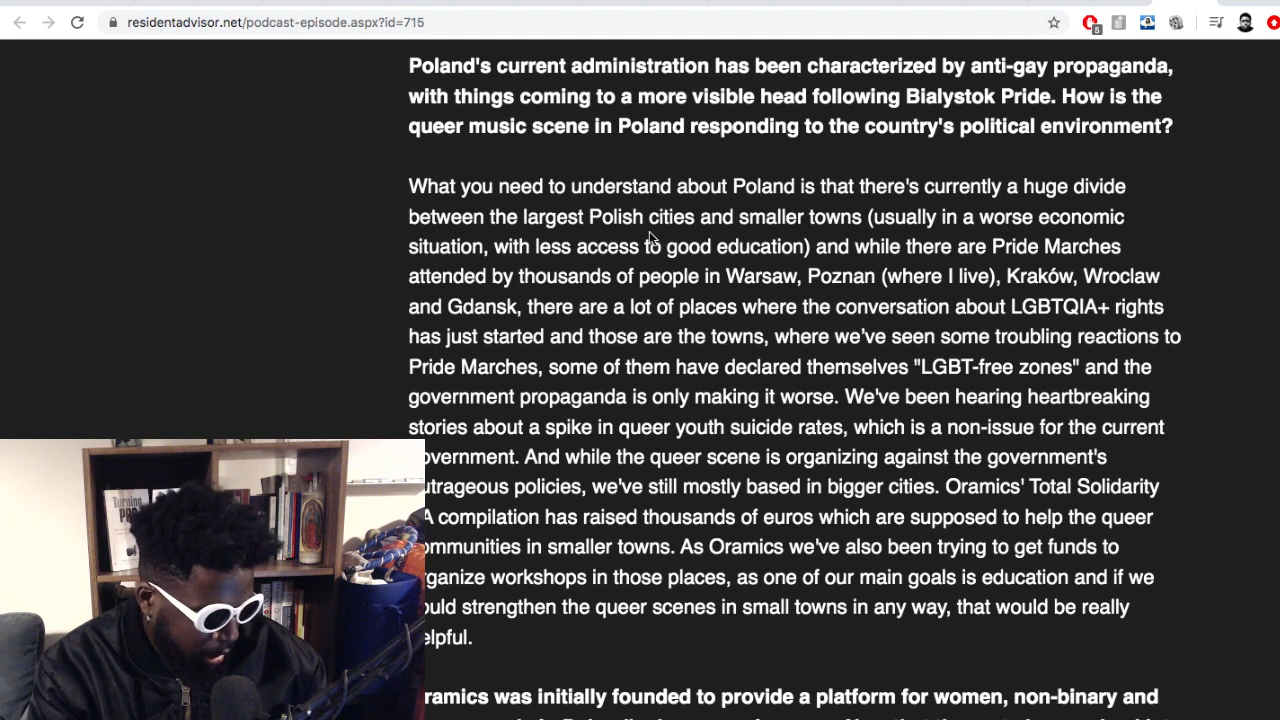 residentadvisor.net/podcast-episode.aspx?id=715
5
Poland's current administration has been characterized by anti-gay propaganda,
with things coming to a more visible head following Bialystok Pride. How is the
queer music scene in Poland responding to the country's political environment?
What you need to understand about Poland is that there's currently a huge divide
between the largest Polish cities and smaller towns (usually in a worse economic
situation, with less access to good education) and while there are Pride Marches
attended by thousands of people in Warsaw, Poznan (where I live), Kraków, Wroclaw
and Gdansk, there are a lot of places where the conversation about LGBTQIA+ rights
has just started and those are the towns, where we've seen some troubling reactions to
Pride Marches, some of them have declared themselves "LGBT-free zones" and the
government propaganda is only making it worse. We've been hearing heartbreaking
stories about a spike in queer youth suicide rates, which is a non-issue for the current
overnment. And while the queer scene is organizing against the government's
utrageous policies, we've still mostly based in bigger cities. Oramics' Total Solidarity
A compilation has raised thousands of euros which are supposed to help the queer
ommunities in smaller towns. As Oramics we've also been trying to get funds to
rganize workshops in those places, as one of our main goals is education and if we
ould strengthen the queer scenes in small towns in any way, that would be really
elpful.
ramics was initially founded to provide a platform for women, non-binary and
Turning